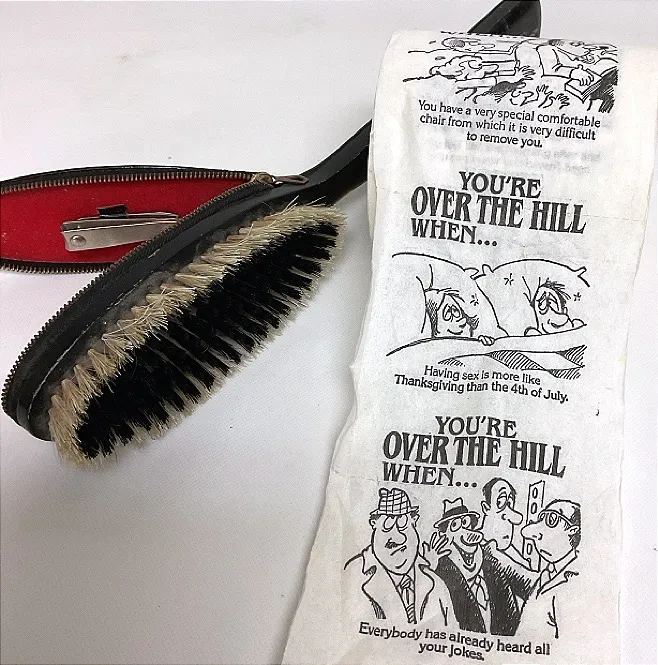 You have a very special comfortable
chair from which it is very difficult
to remove you.
YOU'RE
OVER THE HILL
WHEN...
Having sex is more like
Thanksgiving than the 4th of July.
YOU'RE
OVER THE HILL
WHEN...
Everybody has already heard all
your jokes.